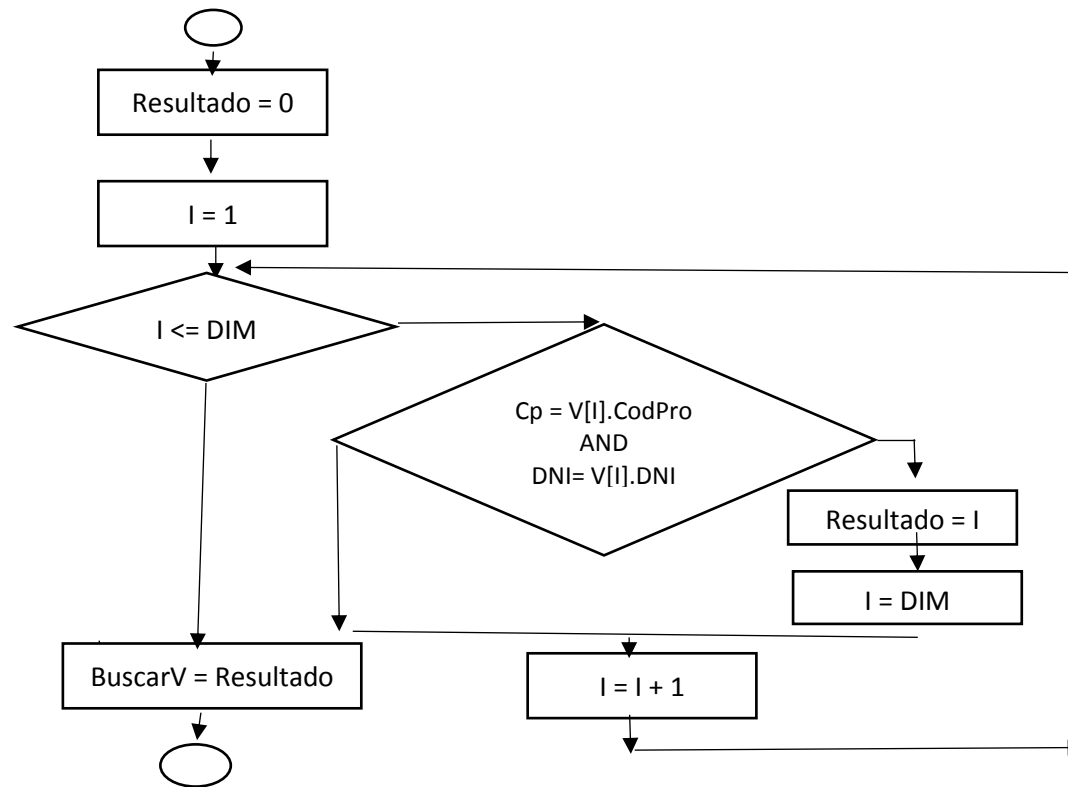 Resultado = 0
I = 1
I <= DIM
Cp = V[I].CodPro
AND
DNI= V[I].DNI
Resultado = I
I = DIM
BuscarV = Resultado
I = I + 1